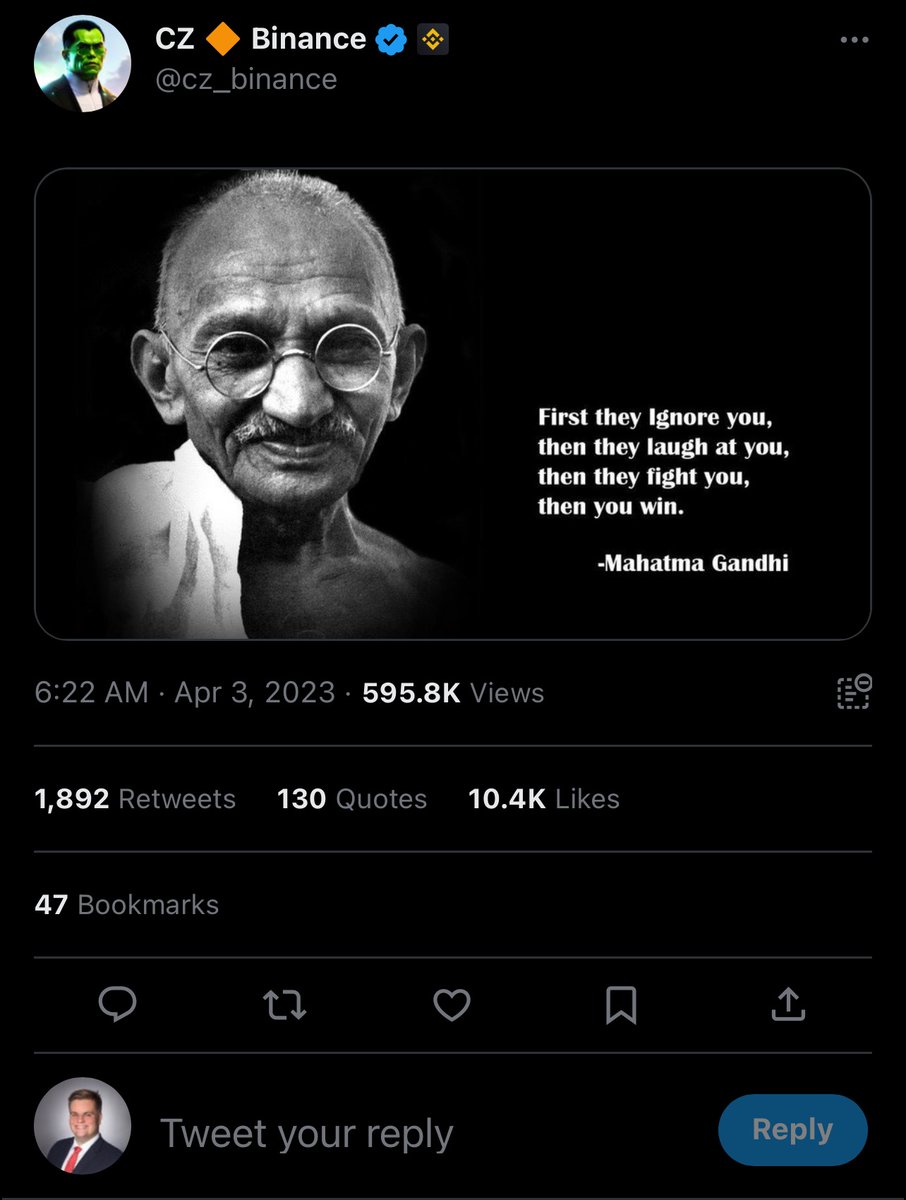 CZ 🔶 Binance
@cz_binance
First they Ignore you,
then they laugh at you,
then they fight you,
then you win.
-Mahatma Gandhi
6:22 AM · Apr 3, 2023 · 595.8K Views
1,892 Retweets 130 Quotes 10.4K Likes
47 Bookmarks
Tweet your reply
Reply